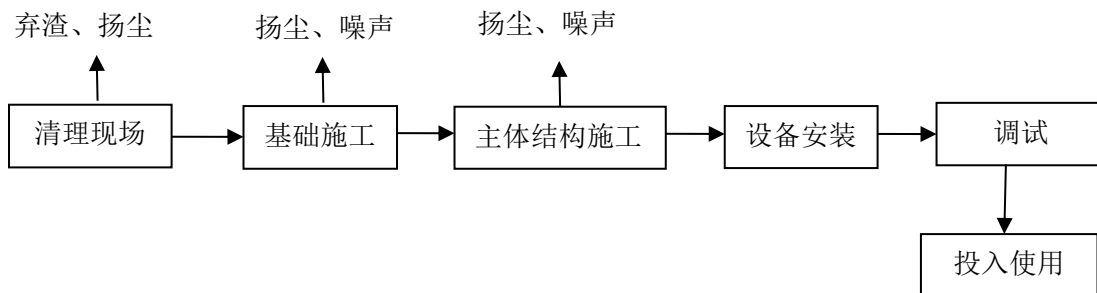 弃渣、扬尘
扬尘、噪声
扬尘、噪声
清理现场
基础施工
主体结构施工
设备安装
调试
投入使用